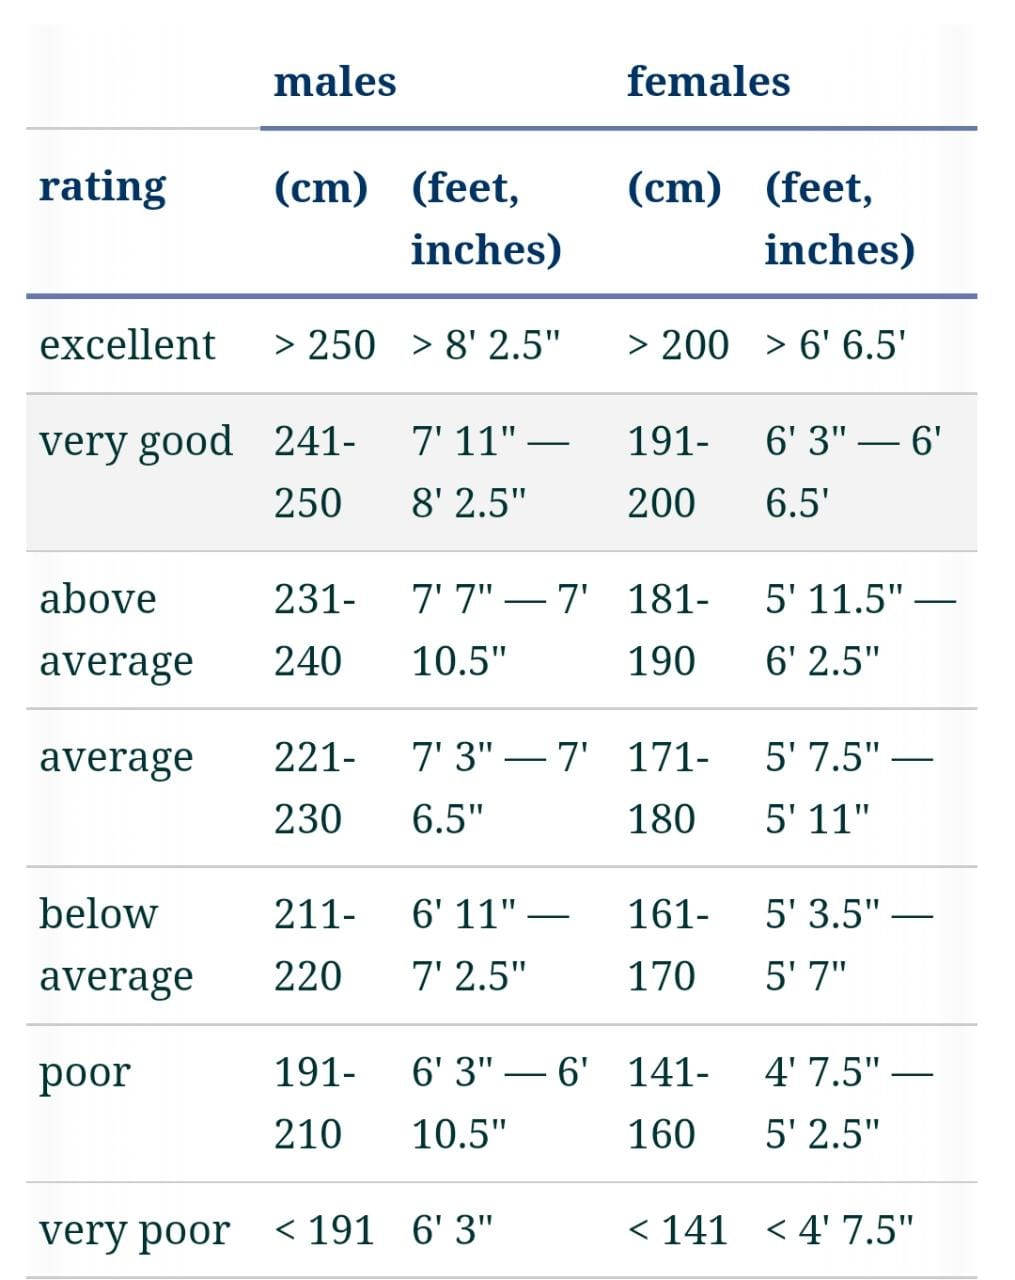 males females
rating (cm) (feet, (cm) (feet,
inches) inches)
excellent > 250 > 8' 2.5" > 200 > 6' 6.5'
very good 241- 7' 11" — 191- 6' 3" — 6'
250 8' 2.5" 200 6.5'
above 231- 7' 7" — 7' 181- 5' 11.5" —
average 240 10.5" 190 6' 2.5"
average 221- 7' 3" — 7' 171- 5' 7.5" —
230 6.5" 180 5' 11"
below 211- 6' 11" — 161- 5' 3.5" —
average 220 7' 2.5" 170 5' 7"
poor 191- 6' 3" — 6' 141- 4' 7.5" —
210 10.5" 160 5' 2.5"
very poor < 191 6' 3" < 141 < 4' 7.5"